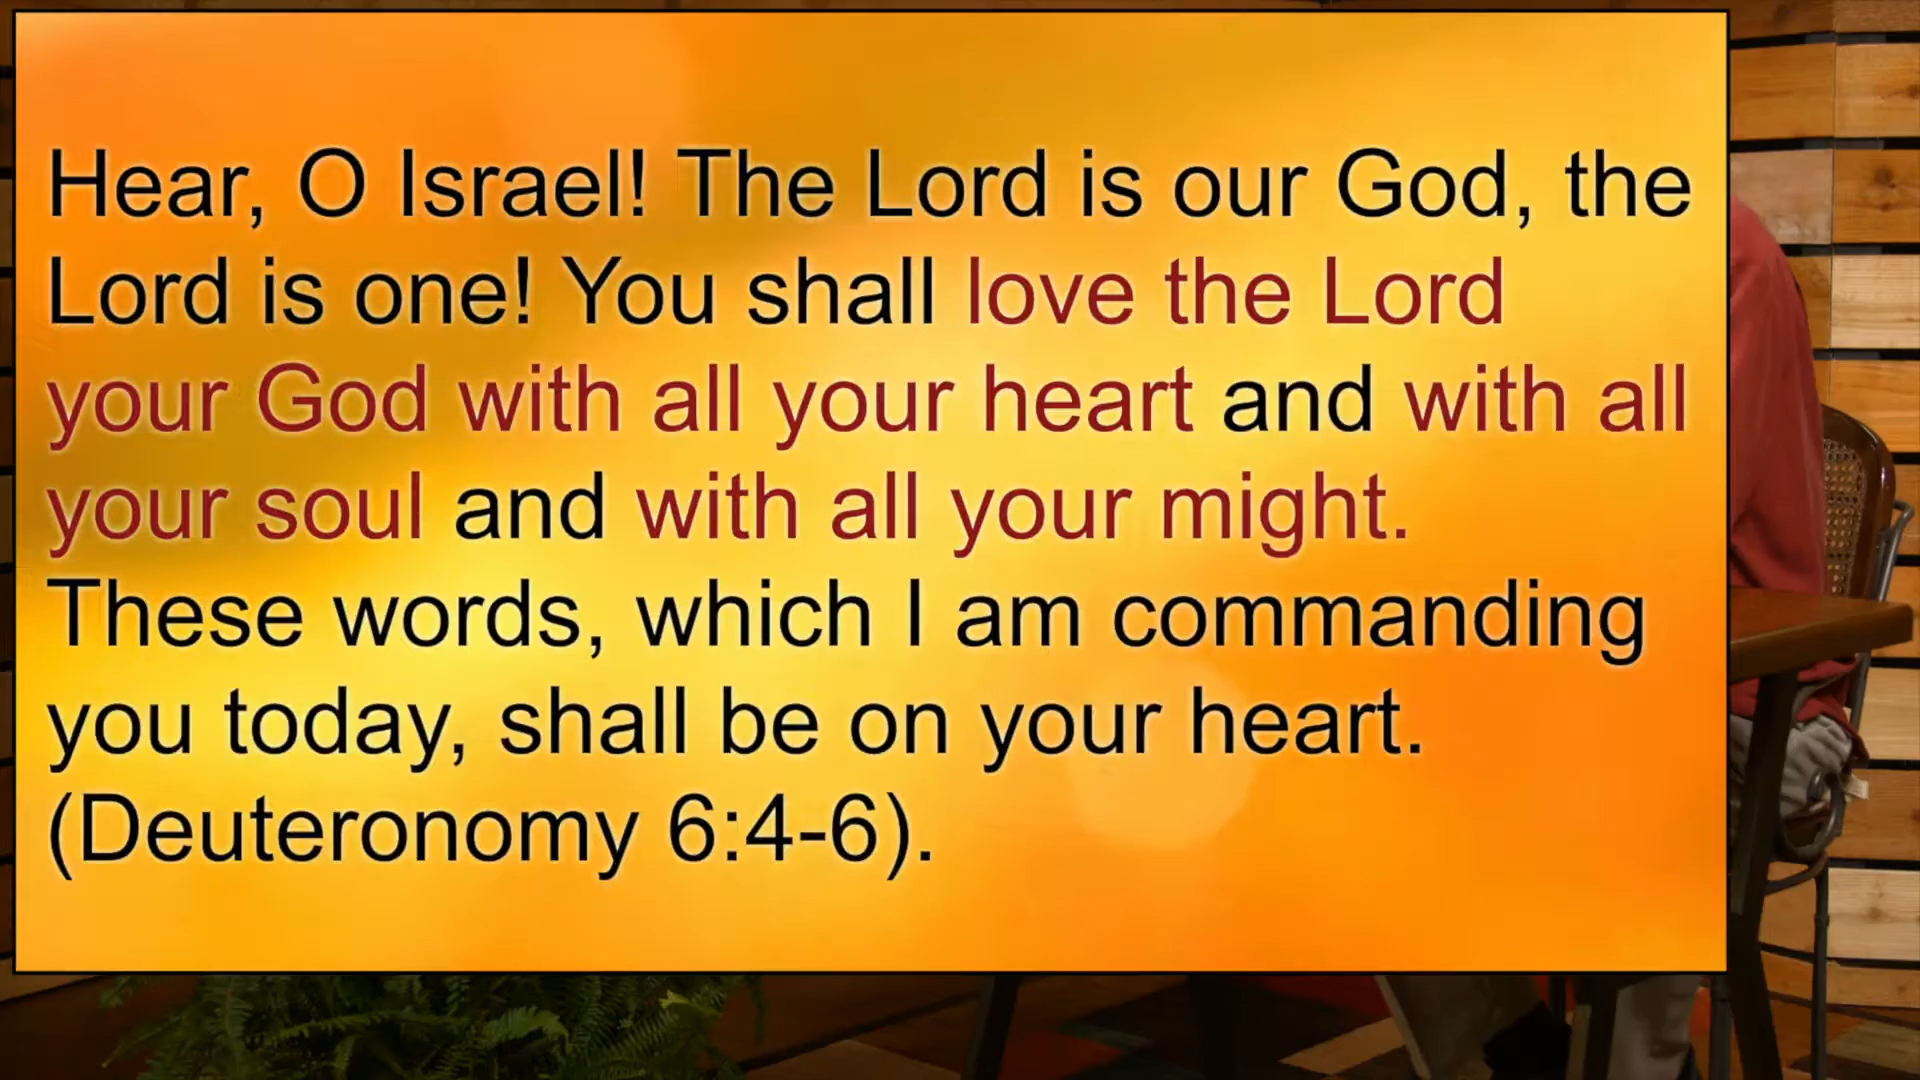 Hear, O Israel! The Lord is our God, the
Lord is one! You shall love the Lord
your God with all your heart and with all
your soul and with all your might.
These words, which I am commanding
you today, shall be on your heart.
(Deuteronomy 6:4-6).